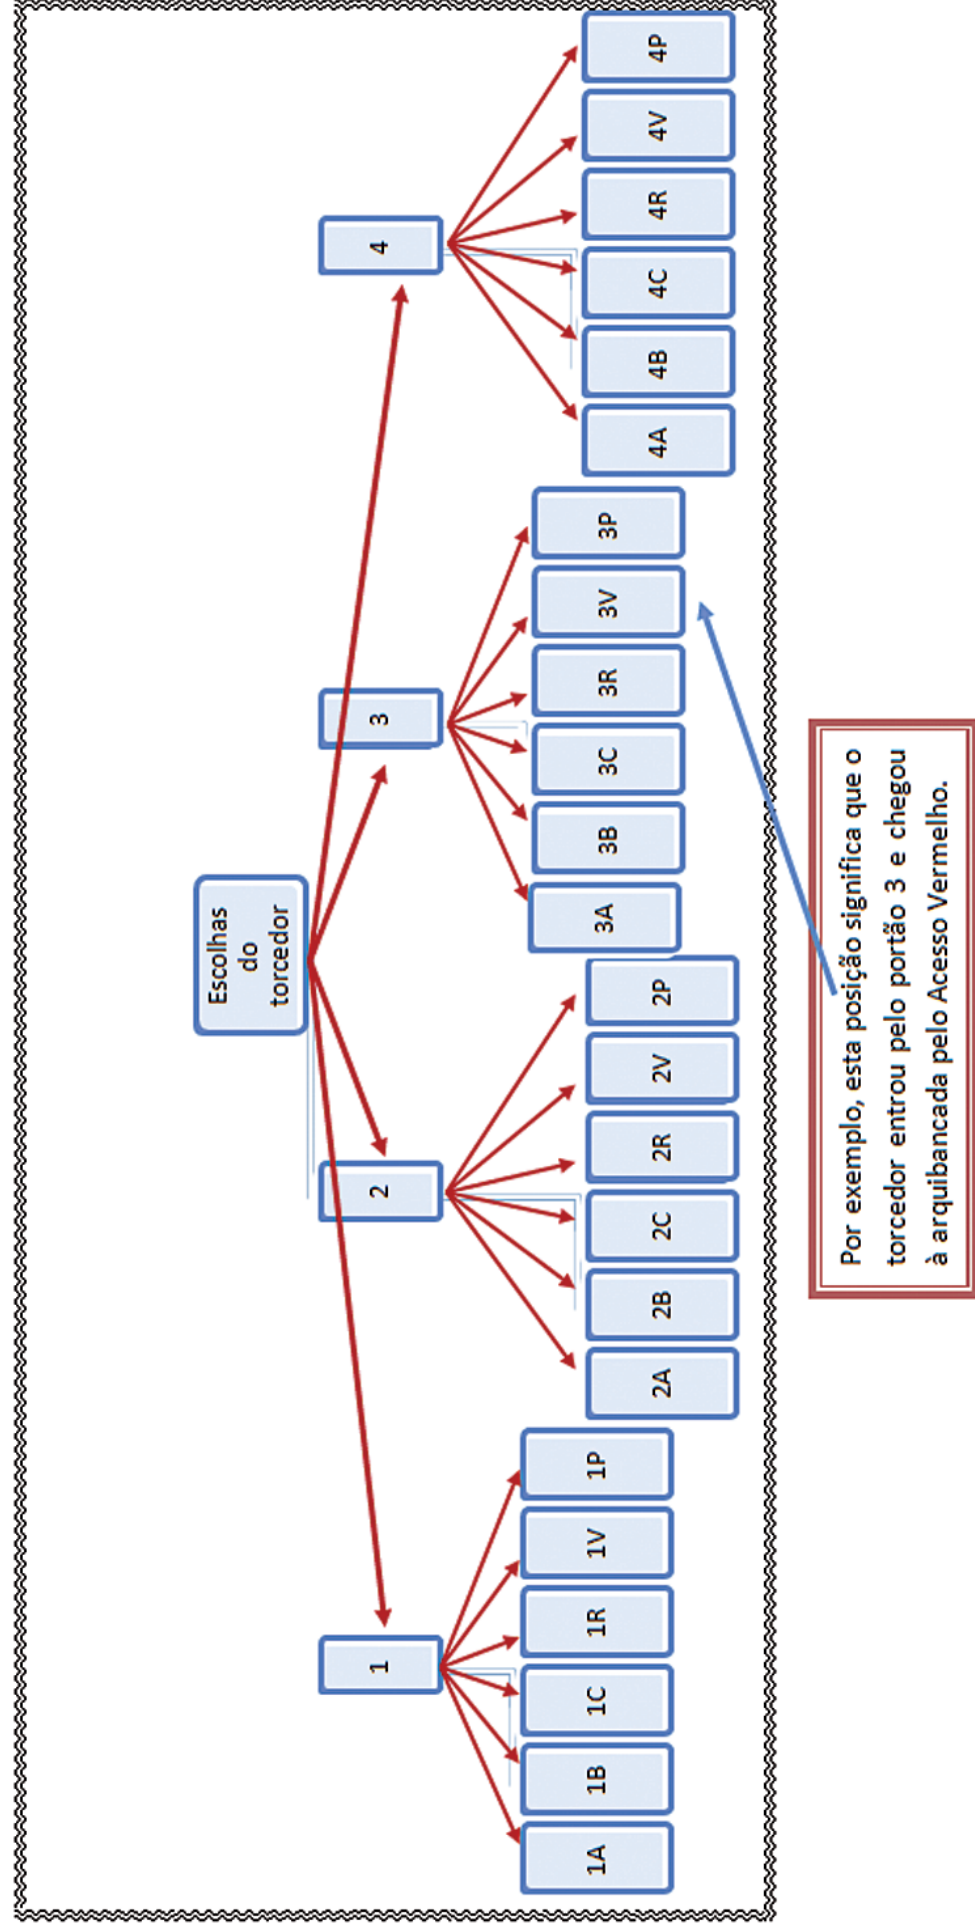 Escolhas
do
torcedor
1
2
3
4
1A
1B
1C
1R
1V
1P
2A
2B
2C
2R
2V
2P
3A
3B
3C
3R
3V
3P
4A
4B
4C
4R
4V
4P
Por exemplo, esta posição significa que o
torcedor entrou pelo portão 3 e chegou
à arquibancada pelo Acesso Vermelho.